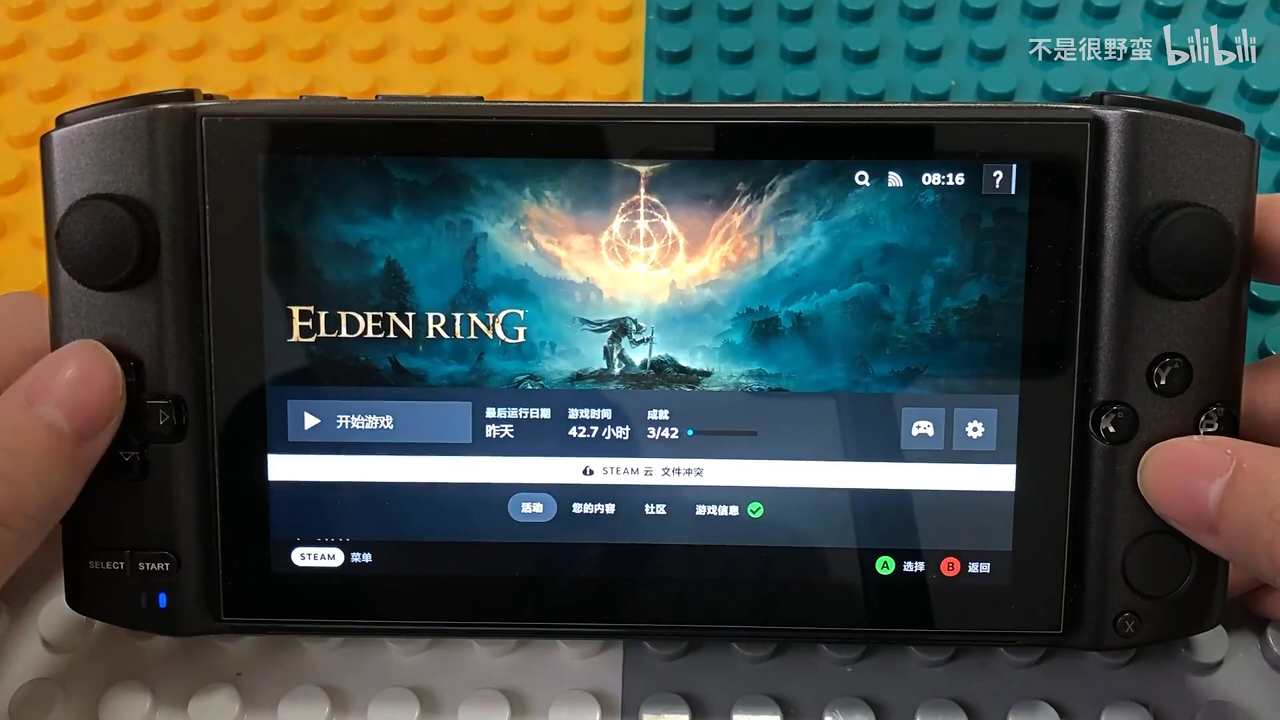 不是很野蛮 bilibili
08:16 ?
ELDEN RING
开始游戏
最后运行日期
昨天
游戏时间
42.7 小时
成就
3/42
STEAM 云: 文件冲突
活动 您的内容 社区 游戏信息
STEAM 菜单
A 选择 B 返回
SELECT START
Y
X